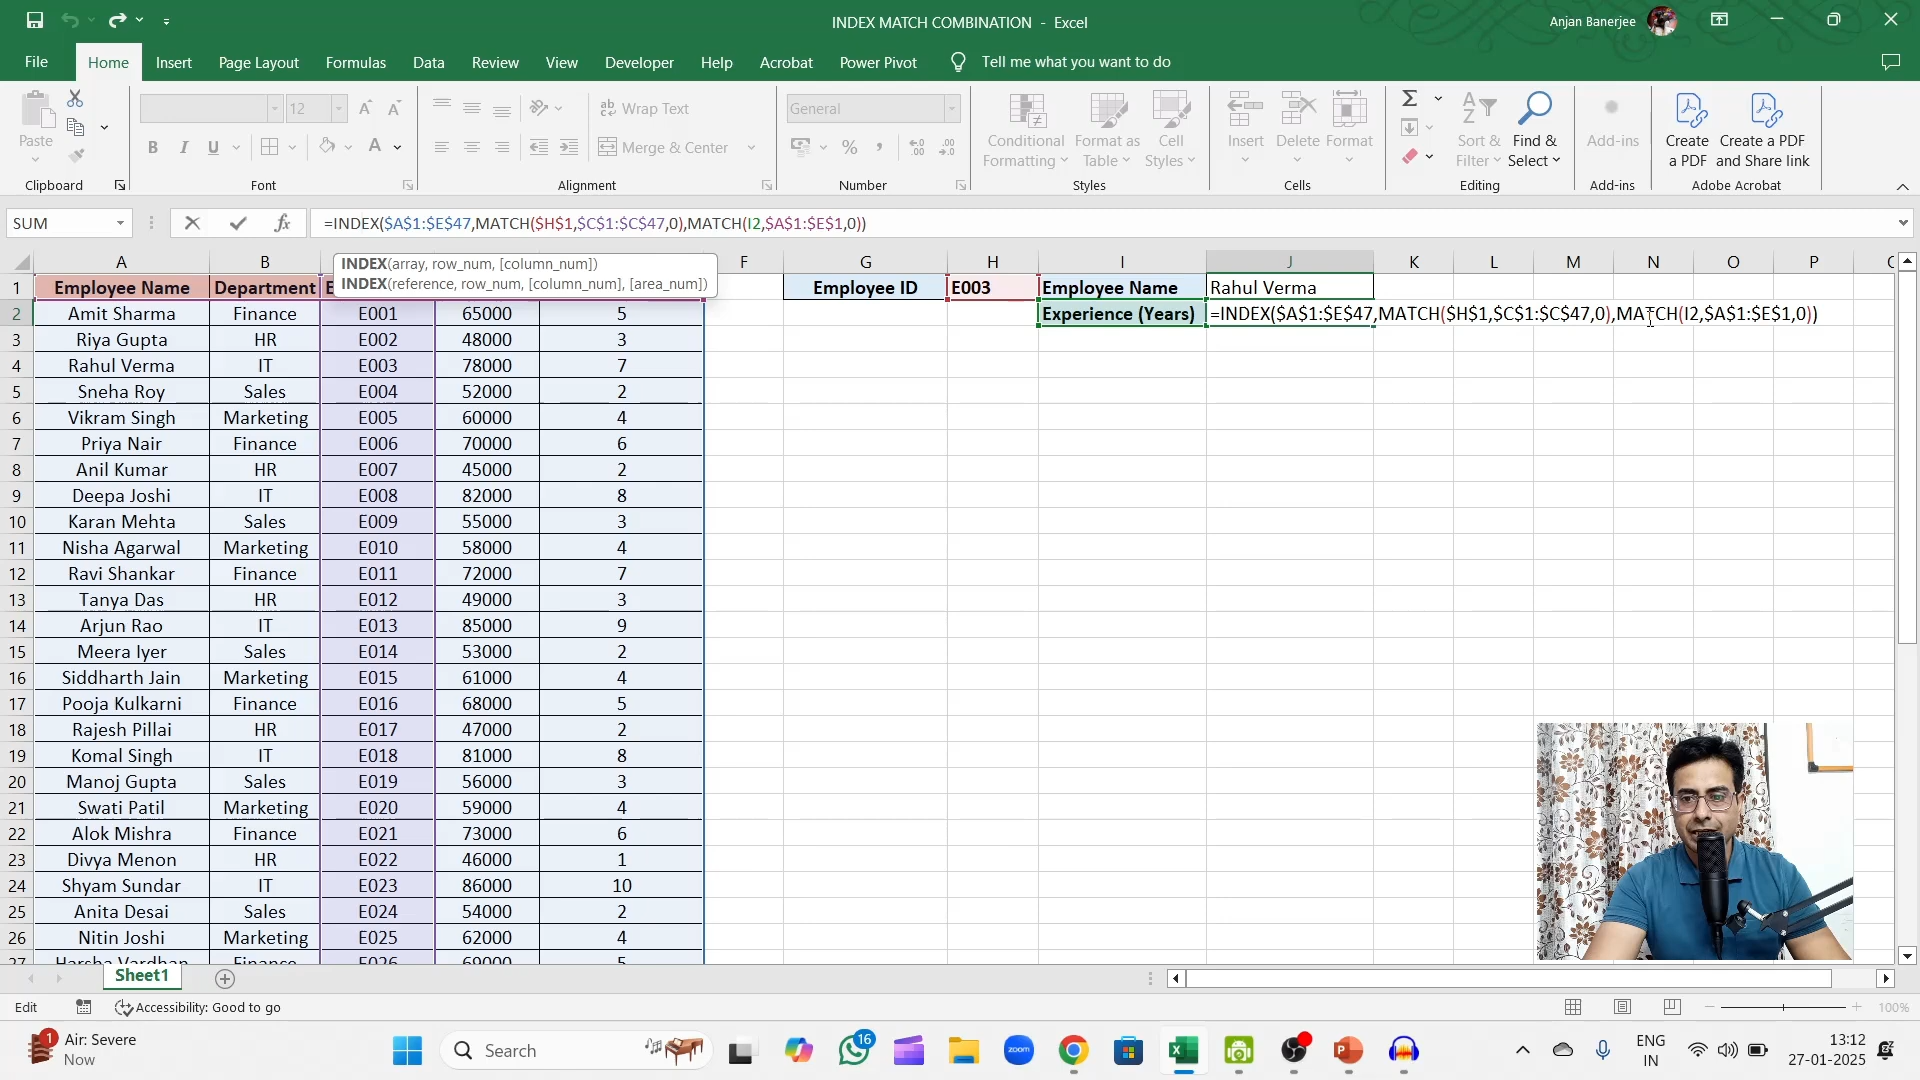 INDEX MATCH COMBINATION - Excel
Anjan Banerjee
File Home Insert Page Layout Formulas Data Review View Developer Help Acrobat Power Pivot Tell me what you want to do
Paste
Clipboard
12
B I U A
Font
ab Wrap Text
Merge & Center
Alignment
General
% ,
Number
Conditional Formatting
Format as Table
Cell Styles
Styles
Insert Delete Format
Cells
Σ
Sort & Filter
Find & Select
Editing
Add-ins
Add-ins
Create a PDF
Create a PDF and Share link
Adobe Acrobat
SUM fx =INDEX($A$1:$E$47,MATCH($H$1,$C$1:$C$47,0),MATCH(I2,$A$1:$E$1,0))
INDEX(array, row_num, [column_num])
INDEX(reference, row_num, [column_num], [area_num])
A B F G H I J K L M N O P
1 Employee Name Department E Employee ID E003 Employee Name Rahul Verma
2 Amit Sharma Finance E001 65000 5 Experience (Years) =INDEX($A$1:$E$47,MATCH($H$1,$C$1:$C$47,0),MATCH(I2,$A$1:$E$1,0))
3 Riya Gupta HR E002 48000 3
4 Rahul Verma IT E003 78000 7
5 Sneha Roy Sales E004 52000 2
6 Vikram Singh Marketing E005 60000 4
7 Priya Nair Finance E006 70000 6
8 Anil Kumar HR E007 45000 2
9 Deepa Joshi IT E008 82000 8
10 Karan Mehta Sales E009 55000 3
11 Nisha Agarwal Marketing E010 58000 4
12 Ravi Shankar Finance E011 72000 7
13 Tanya Das HR E012 49000 3
14 Arjun Rao IT E013 85000 9
15 Meera Iyer Sales E014 53000 2
16 Siddharth Jain Marketing E015 61000 4
17 Pooja Kulkarni Finance E016 68000 5
18 Rajesh Pillai HR E017 47000 2
19 Komal Singh IT E018 81000 8
20 Manoj Gupta Sales E019 56000 3
21 Swati Patil Marketing E020 59000 4
22 Alok Mishra Finance E021 73000 6
23 Divya Menon HR E022 46000 1
24 Shyam Sundar IT E023 86000 10
25 Anita Desai Sales E024 54000 2
26 Nitin Joshi Marketing E025 62000 4
27 Harsha Vardhan Finance E026 69000 5
Sheet1
Edit Accessibility: Good to go 100%
1 Air: Severe
Now
Search
16
zoom
ENG
IN
13:12
27-01-2025